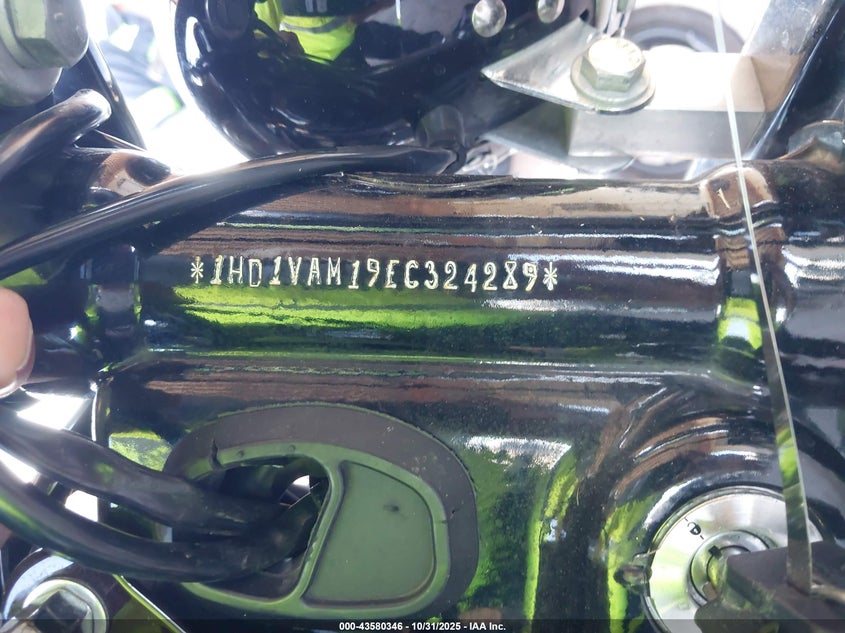 *1HD1VAM19EC324289*
000-43580346 • 10/31/2025 - IAA Inc.